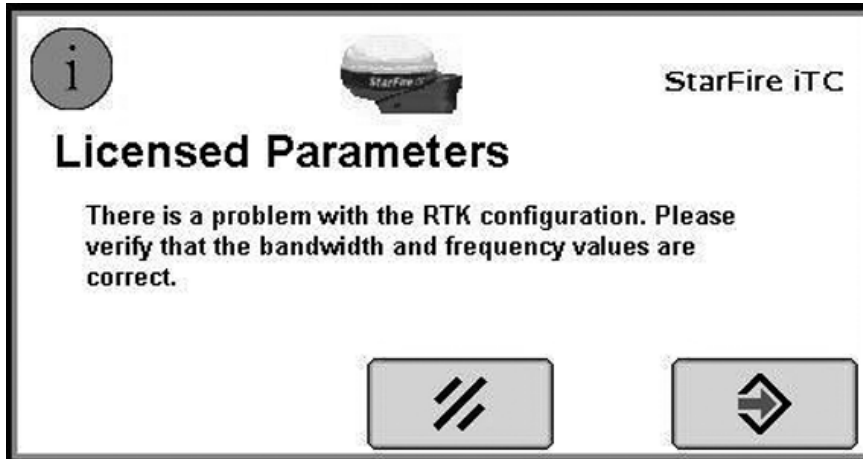 i
StarFire iTC
StarFire
Licensed Parameters
There is a problem with the RTK configuration. Please
verify that the bandwidth and frequency values are
correct.